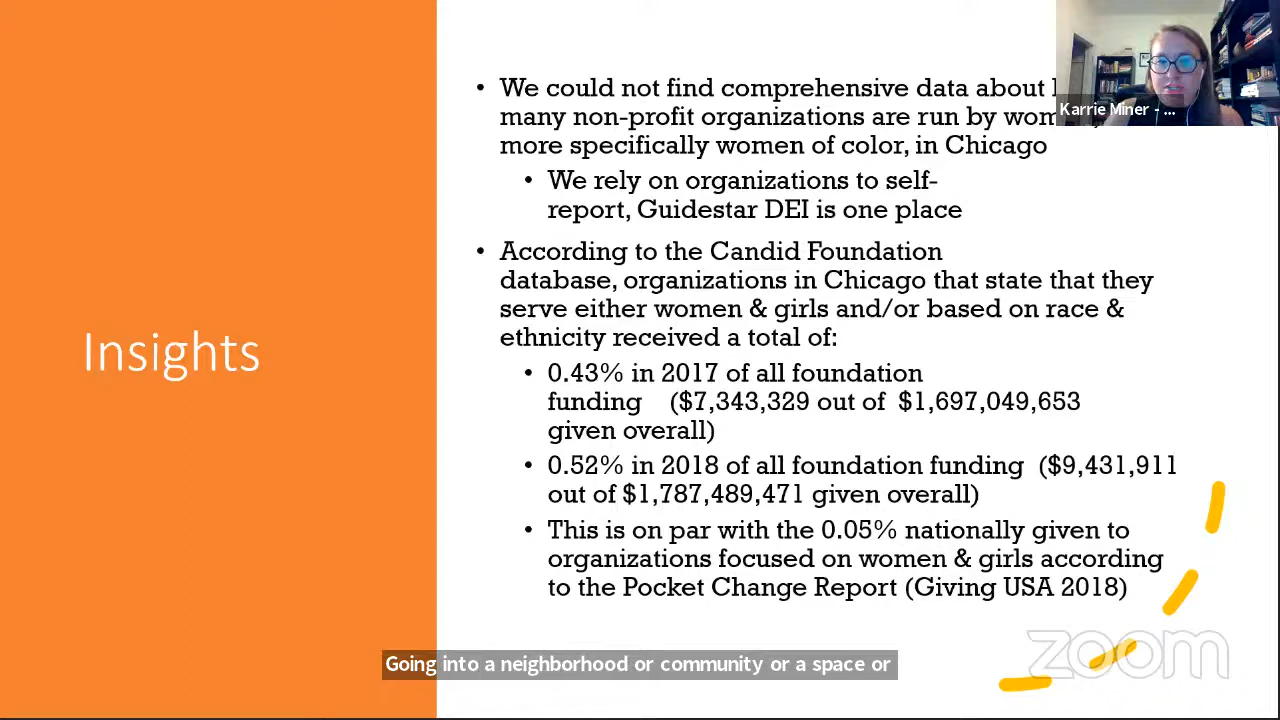 Insights
• We could not find comprehensive data about
many non-profit organizations are run by
more specifically women of color, in Chicago
• We rely on organizations to self-
report, Guidestar DEI is one place
• According to the Candid Foundation
database, organizations in Chicago that state that they
serve either women & girls and/or based on race &
ethnicity received a total of:
• 0.43% in 2017 of all foundation
funding ($7,343,329 out of $1,697,049,653
given overall)
• 0.52% in 2018 of all foundation funding ($9,431,911
out of $1,787,489,471 given overall)
• This is on par with the 0.05% nationally given to
organizations focused on women & girls according
to the Pocket Change Report (Giving USA 2018)
Karrie Miner - ...
Going into a neighborhood or community or a space or
zoom